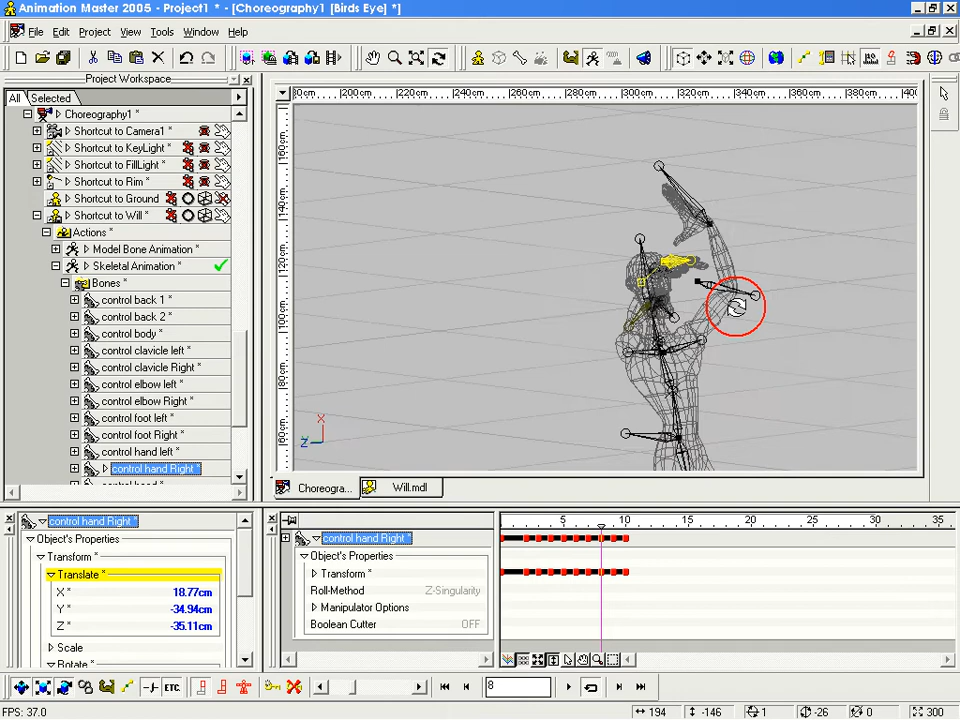 Animation Master 2005 - Project1 * - [Choreography1 [Birds Eye] *]
File Edit Project View Tools Window Help
Project Workspace
All Selected
Choreography1 *
Shortcut to Camera1 *
Shortcut to KeyLight *
Shortcut to FillLight *
Shortcut to Rim *
Shortcut to Ground
Shortcut to Will *
Actions *
Model Bone Animation *
Skeletal Animation *
Bones *
control back 1 *
control back 2 *
control body *
control clavicle left *
control clavicle Right *
control elbow left *
control elbow Right *
control foot left *
control foot Right *
control hand left *
control hand Right *
180cm 200cm 220cm 240cm 260cm 280cm 300cm 320cm 340cm 360cm 380cm 400
160cm
140cm
120cm
100cm
80cm
60cm
X
Z
Choreogra... Will.mdl
control hand Right *
Object's Properties
Transform *
Translate *
X * 18.77cm
Y * -34.94cm
Z * -35.11cm
Scale
Rotate *
control hand Right *
Object's Properties
Transform *
Roll-Method Z-Singularity
Manipulator Options
Boolean Cutter OFF
5 10 15 20 25 30 35
ETC.
8
FPS: 37.0
194 -146 1 -26 0 300